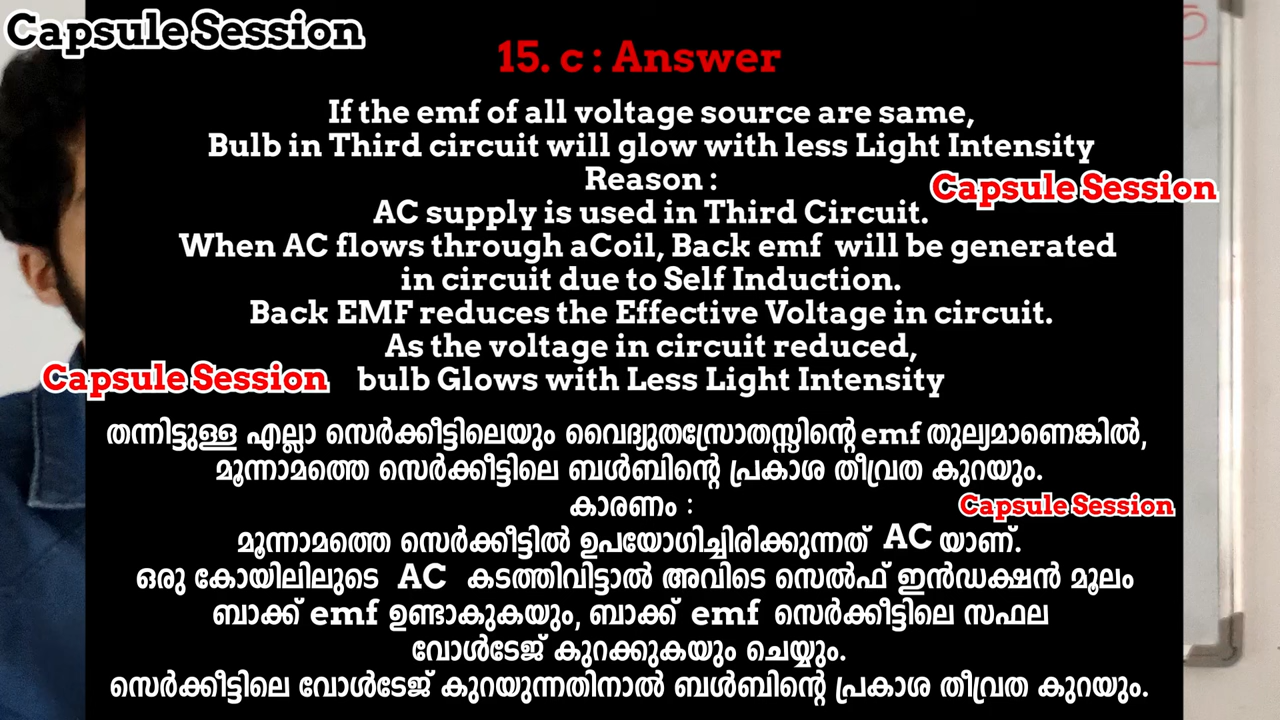 Capsule Session
15. c : Answer
If the emf of all voltage source are same,
Bulb in Third circuit will glow with less Light Intensity
Reason :
Capsule Session
AC supply is used in Third Circuit.
When AC flows through aCoil, Back emf will be generated
in circuit due to Self Induction.
Back EMF reduces the Effective Voltage in circuit.
As the voltage in circuit reduced,
Capsule Session
bulb Glows with Less Light Intensity
തന്നിട്ടുള്ള എല്ലാ സെർക്കീട്ടിലെയും വൈദ്യുതസ്രോതസ്സിന്റെ emf തുല്യമാണെങ്കിൽ,
മൂന്നാമത്തെ സെർക്കീട്ടിലെ ബൾബിന്റെ പ്രകാശ തീവ്രത കുറയും.
കാരണം :
Capsule Session
മൂന്നാമത്തെ സെർക്കീട്ടിൽ ഉപയോഗിച്ചിരിക്കുന്നത് AC യാണ്.
ഒരു കോയിലിലുടെ AC കടത്തിവിട്ടാൽ അവിടെ സെൽഫ് ഇൻഡക്ഷൻ മൂലം
ബാക്ക് emf ഉണ്ടാകുകയും, ബാക്ക് emf സെർക്കീട്ടിലെ സഫല
വോൾടേജ് കുറക്കുകയും ചെയ്യും.
സെർക്കീട്ടിലെ വോൾടേജ് കുറയുന്നതിനാൽ ബൾബിന്റെ പ്രകാശ തീവ്രത കുറയും.